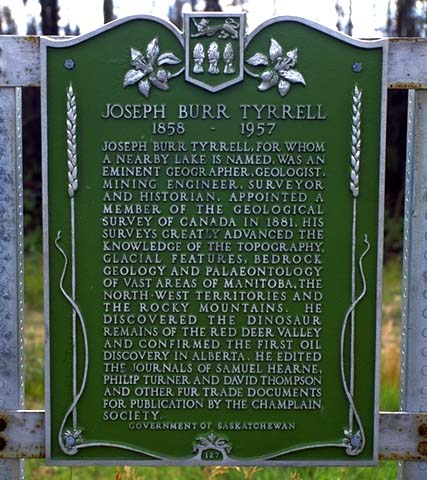 JOSEPH BURR TYRRELL
1858 - 1957
JOSEPH BURR TYRRELL, FOR WHOM
A NEARBY LAKE IS NAMED, WAS AN
EMINENT GEOGRAPHER, GEOLOGIST,
MINING ENGINEER, SURVEYOR
AND HISTORIAN. APPOINTED A
MEMBER OF THE GEOLOGICAL
SURVEY OF CANADA IN 1881, HIS
SURVEYS GREATLY ADVANCED THE
KNOWLEDGE OF THE TOPOGRAPHY,
GLACIAL FEATURES, BEDROCK
GEOLOGY AND PALAEONTOLOGY
OF VAST AREAS OF MANITOBA, THE
NORTH-WEST TERRITORIES AND
THE ROCKY MOUNTAINS. HE
DISCOVERED THE DINOSAUR
REMAINS OF THE RED DEER VALLEY
AND CONFIRMED THE FIRST OIL
DISCOVERY IN ALBERTA. HE EDITED
THE JOURNALS OF SAMUEL HEARNE,
PHILIP TURNER AND DAVID THOMPSON
AND OTHER FUR TRADE DOCUMENTS
FOR PUBLICATION BY THE CHAMPLAIN
SOCIETY.
GOVERNMENT OF SASKATCHEWAN
127